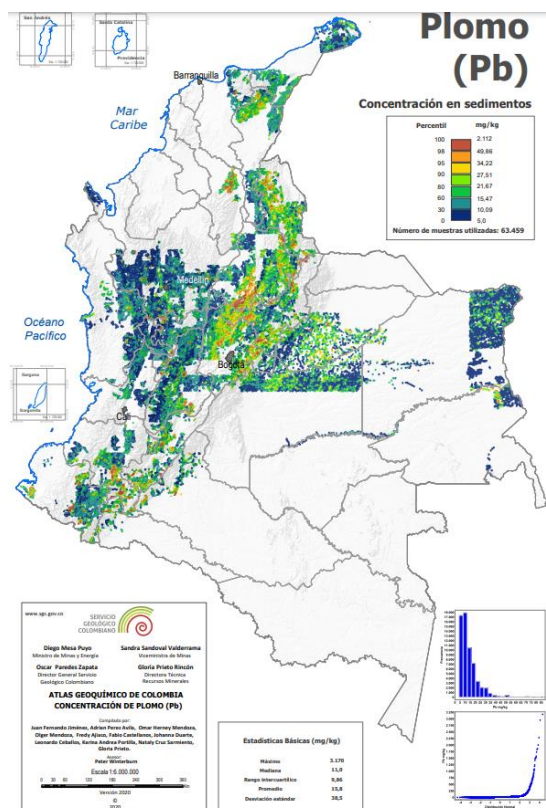 San Andrés
Santa Catalina
Providencia
Plomo
(Pb)
Concentración en sedimentos
Percentil mg/kg
100 2.112
98 49,86
95 34,22
90 27,51
80 21,67
60 15,47
30 10,09
0 5,0
Número de muestras utilizadas: 63.459
Barranquilla
Mar
Caribe
Medellín
Océano
Pacífico
Bogotá
Gorgona
Gorgonilla
Cali
www.sgc.gov.co
SERVICIO
GEOLÓGICO
COLOMBIANO
Diego Mesa Puyo
Ministro de Minas y Energía
Sandra Sandoval Valderrama
Viceministra de Minas
Oscar Paredes Zapata
Director General Servicio
Geológico Colombiano
Gloria Prieto Rincón
Directora Técnica
Recursos Minerales
ATLAS GEOQUÍMICO DE COLOMBIA
CONCENTRACIÓN DE PLOMO (Pb)
Compilado por:
Juan Fernando Jiménez, Adrian Perez Avila, Omar Herney Mendoza,
Olger Mendoza, Fredy Ajiaco, Fabio Castellanos, Johanna Duarte,
Leonardo Ceballos, Karina Andrea Portilla, Nataly Cruz Sarmiento,
Gloria Prieto.
Asesor:
Peter Winterburn
Escala 1:6.000.000
Versión 2020
©
2020
Estadísticas Básicas (mg/kg)
Máximo 3.170
Mediana 11,9
Rango intercuartílico 9,86
Promedio 15,8
Desviación estándar 30,5